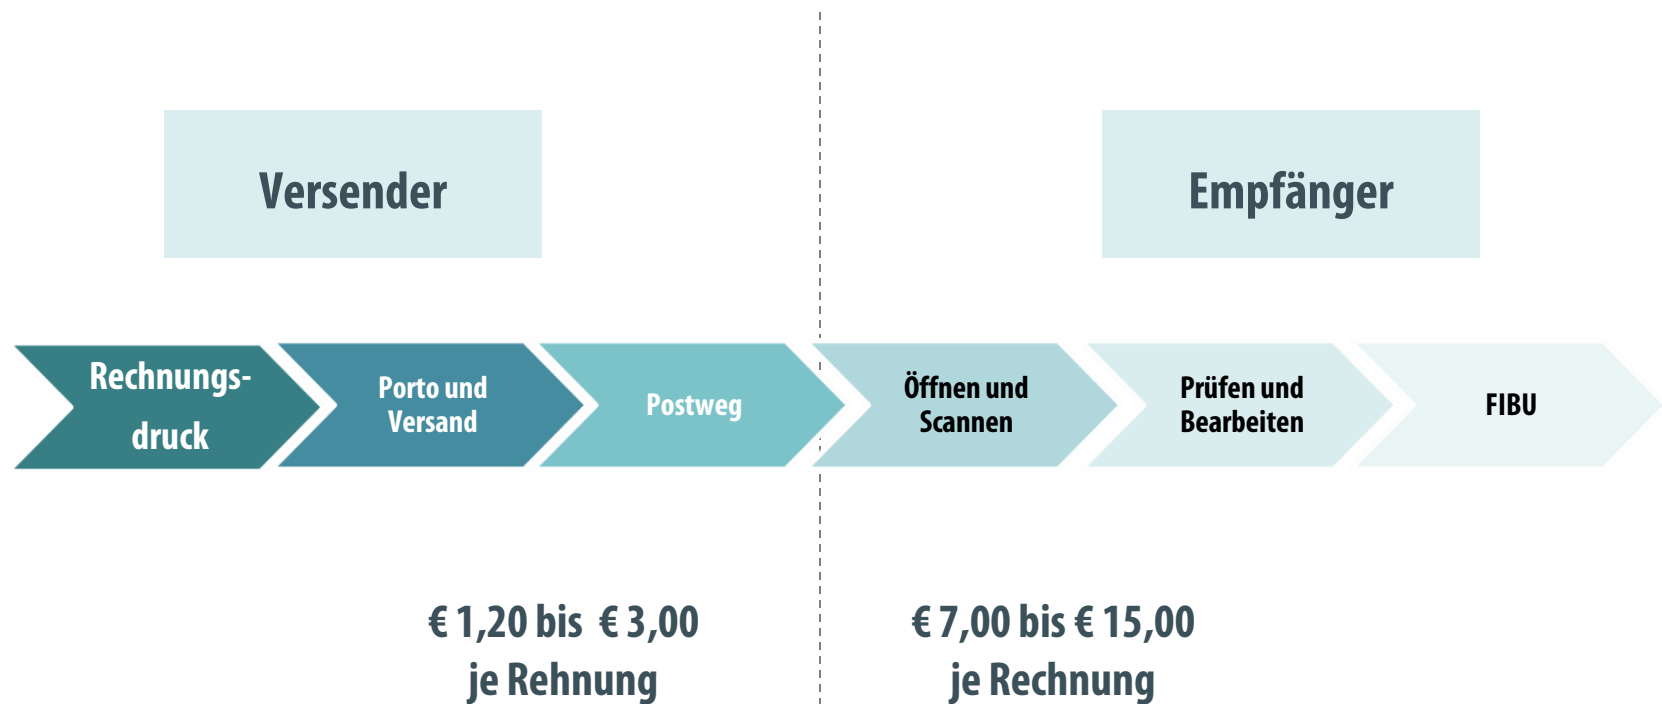 Versender
Empfänger
Rechnungs-
druck
Porto und
Versand
Postweg
Öffnen und
Scannen
Prüfen und
Bearbeiten
FIBU
€ 1,20 bis € 3,00
je Rehnung
€ 7,00 bis € 15,00
je Rechnung